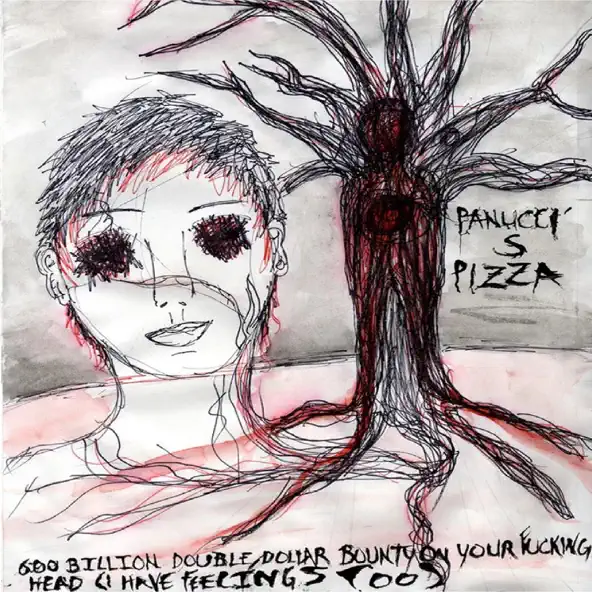 PANUCCI'
S
PIZZA
600 BILLION DOUBLE DOLLAR BOUNTY ON YOUR FUCKING
HEAD (I HAVE FEELINGS TOO)